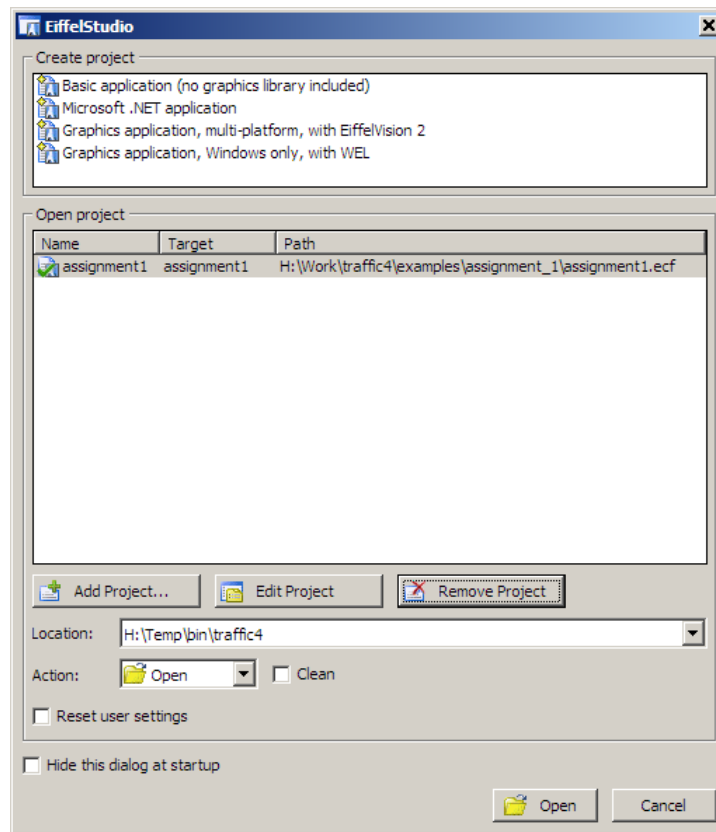 EiffelStudio
Create project
Basic application (no graphics library included)
Microsoft .NET application
Graphics application, multi-platform, with EiffelVision 2
Graphics application, Windows only, with WEL
Open project
Name Target Path
assignment1 assignment1 H:\Work\traffic4\examples\assignment_1\assignment1.ecf
Add Project... Edit Project Remove Project
Location: H:\Temp\bin\traffic4
Action: Open Clean
Reset user settings
Hide this dialog at startup
Open Cancel